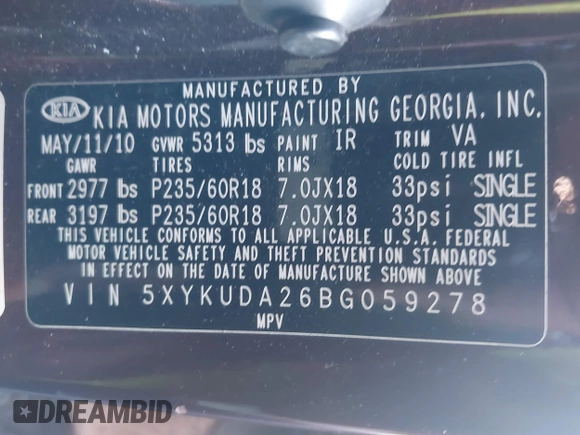 MANUFACTURED BY
KIA KIA MOTORS MANUFACTURING GEORGIA, INC.
MAY/11/10 GVWR 5313 lbs PAINT IR TRIM VA
GAWR TIRES RIMS COLD TIRE INFL
FRONT 2977 lbs P235/60R18 7.0JX18 33psi SINGLE
REAR 3197 lbs P235/60R18 7.0JX18 33psi SINGLE
THIS VEHICLE CONFORMS TO ALL APPLICABLE U.S.A. FEDERAL
MOTOR VEHICLE SAFETY AND THEFT PREVENTION STANDARDS
IN EFFECT ON THE DATE OF MANUFACTURE SHOWN ABOVE
VIN 5XYKUDA26BG059278
MPV
DREAMBID